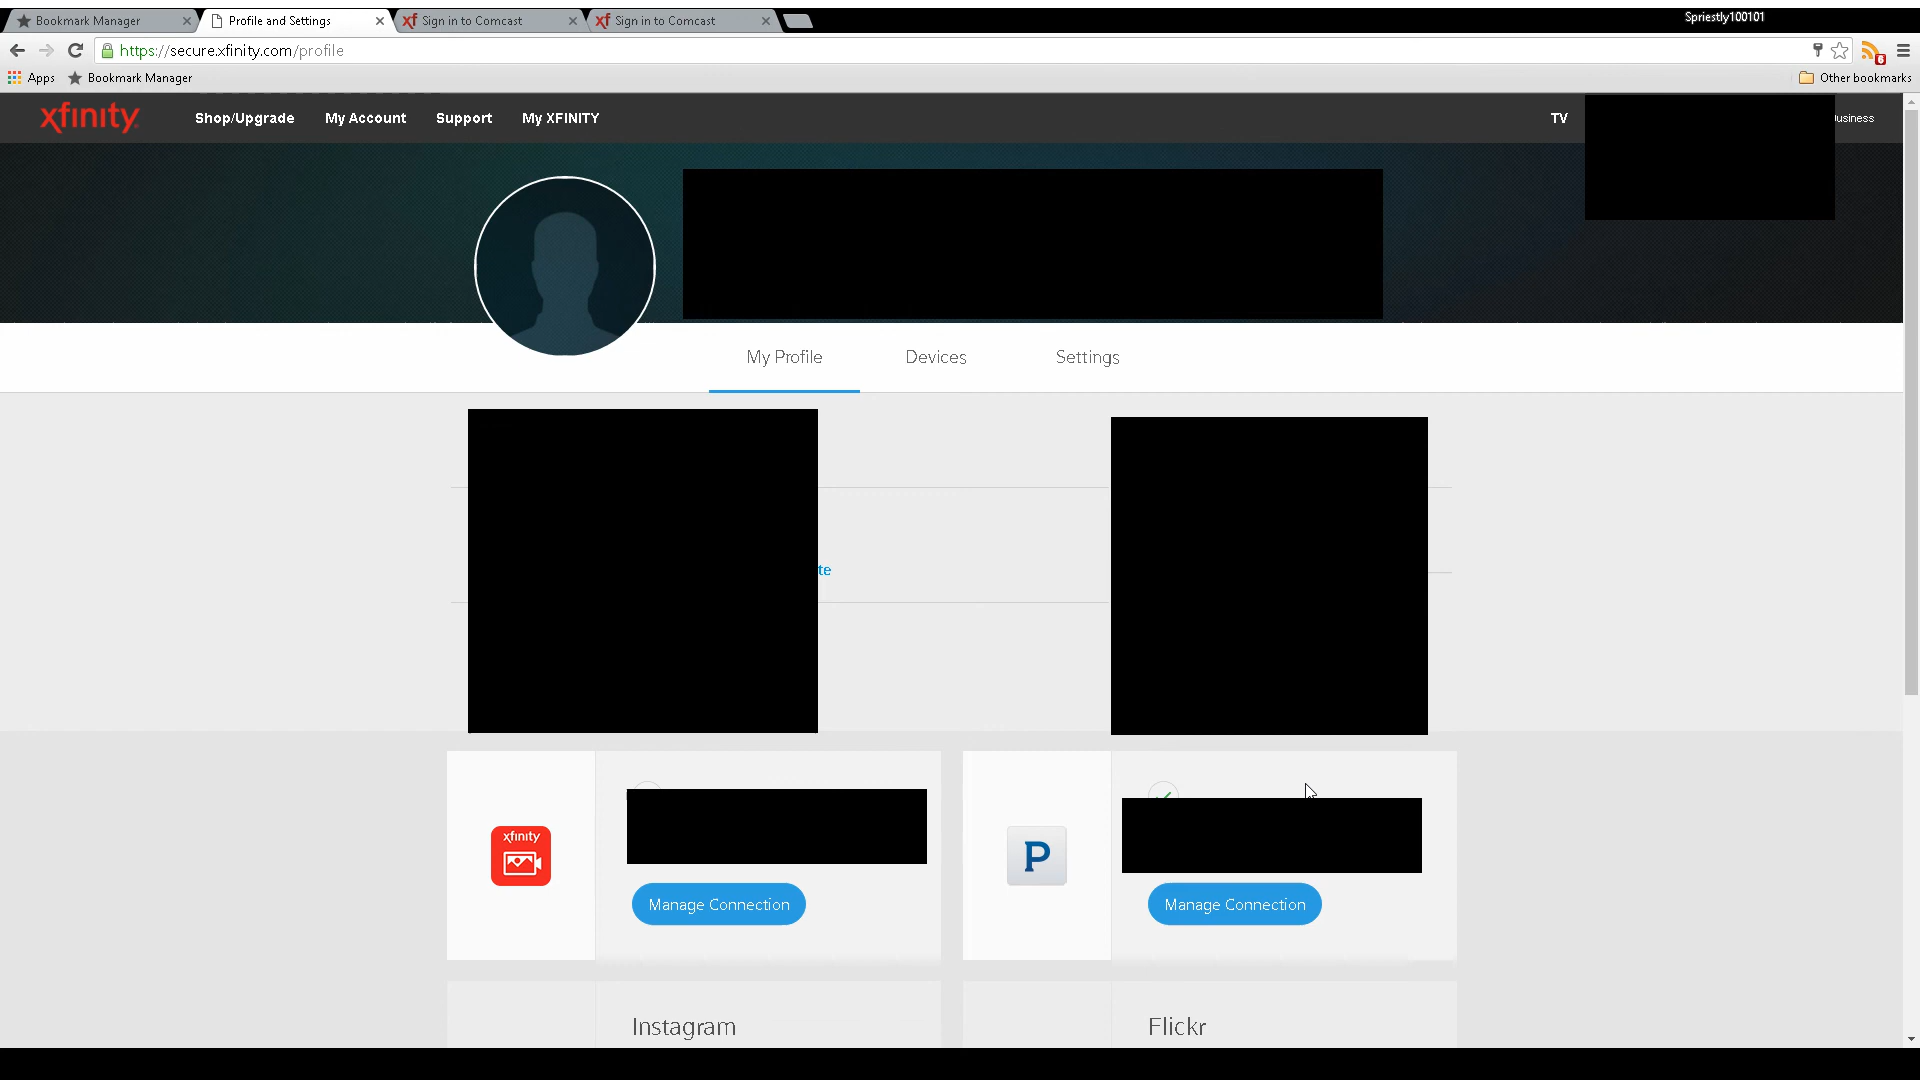 Bookmark Manager
Profile and Settings
Sign in to Comcast
Sign in to Comcast
Spriestly100101
https://secure.xfinity.com/profile
6
Apps
Bookmark Manager
Other bookmarks
xfinity
Shop/Upgrade
My Account
Support
My XFINITY
TV
usiness
My Profile
Devices
Settings
te
xfinity
P
Manage Connection
Manage Connection
Instagram
Flickr